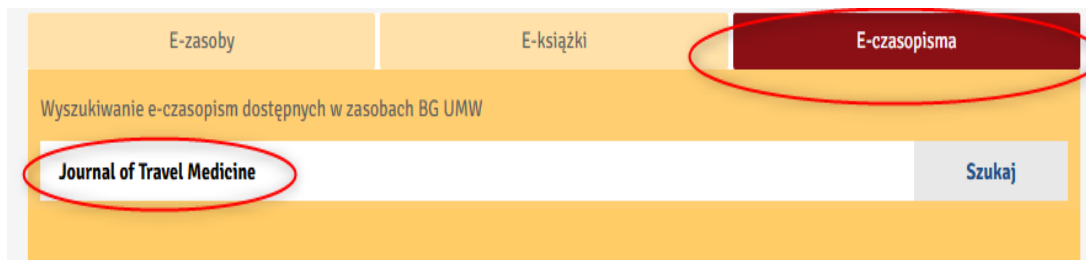 E-zasoby E-książki E-czasopisma
Wyszukiwanie e-czasopism dostępnych w zasobach BG UMW
Journal of Travel Medicine Szukaj